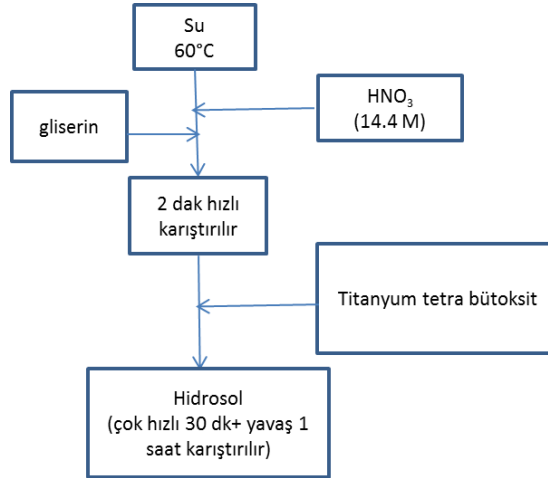 Su
60°C
HNO₃
(14.4 M)
gliserin
2 dak hızlı
karıştırılır
Titanyum tetra bütoksit
Hidrosol
(çok hızlı 30 dk+ yavaş 1
saat karıştırılır)